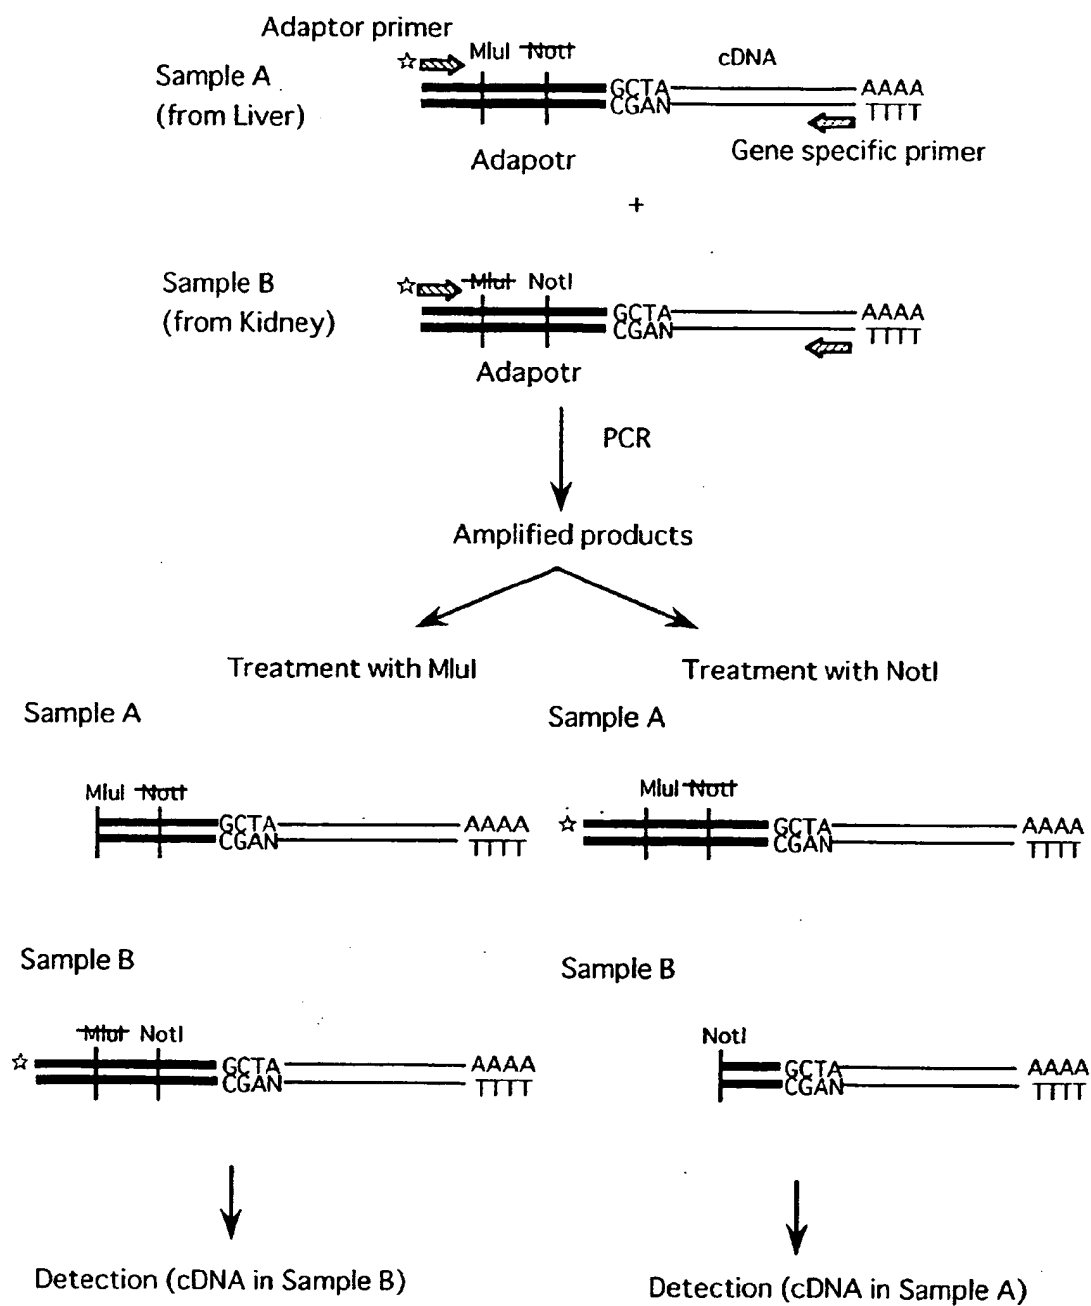 Adaptor primer
MluI NotI
cDNA
Sample A
(from Liver)
GCTA
AAAA
CGAN
TTTT
Adapotr
Gene specific primer
+
Sample B
(from Kidney)
MluI NotI
GCTA
AAAA
CGAN
TTTT
Adapotr
PCR
Amplified products
Treatment with MluI
Treatment with NotI
Sample A
Sample A
MluI NotI
GCTA
AAAA
CGAN
TTTT
MluI NotI
GCTA
AAAA
CGAN
TTTT
Sample B
Sample B
MluI NotI
GCTA
AAAA
CGAN
TTTT
NotI
GCTA
AAAA
CGAN
TTTT
Detection (cDNA in Sample B)
Detection (cDNA in Sample A)